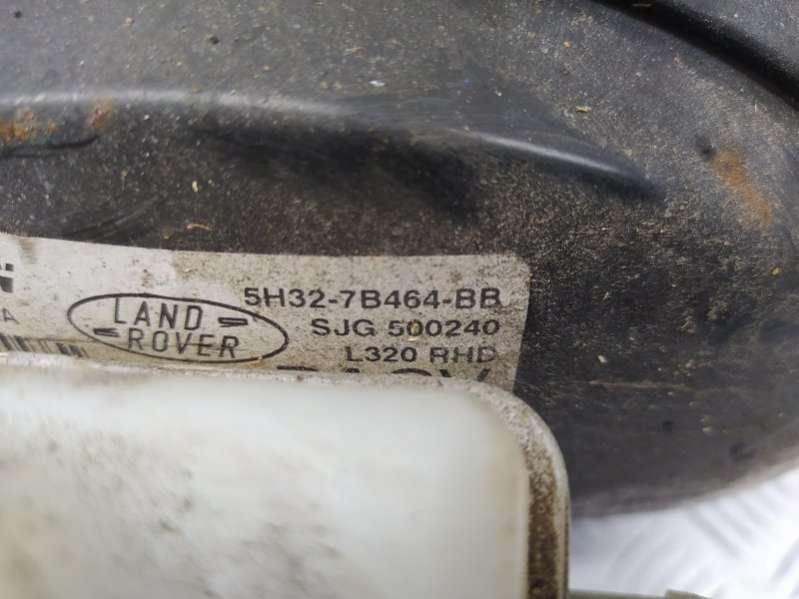 5H32-7B464-BB
LAND
ROVER
SJG 500240
L320 RHD